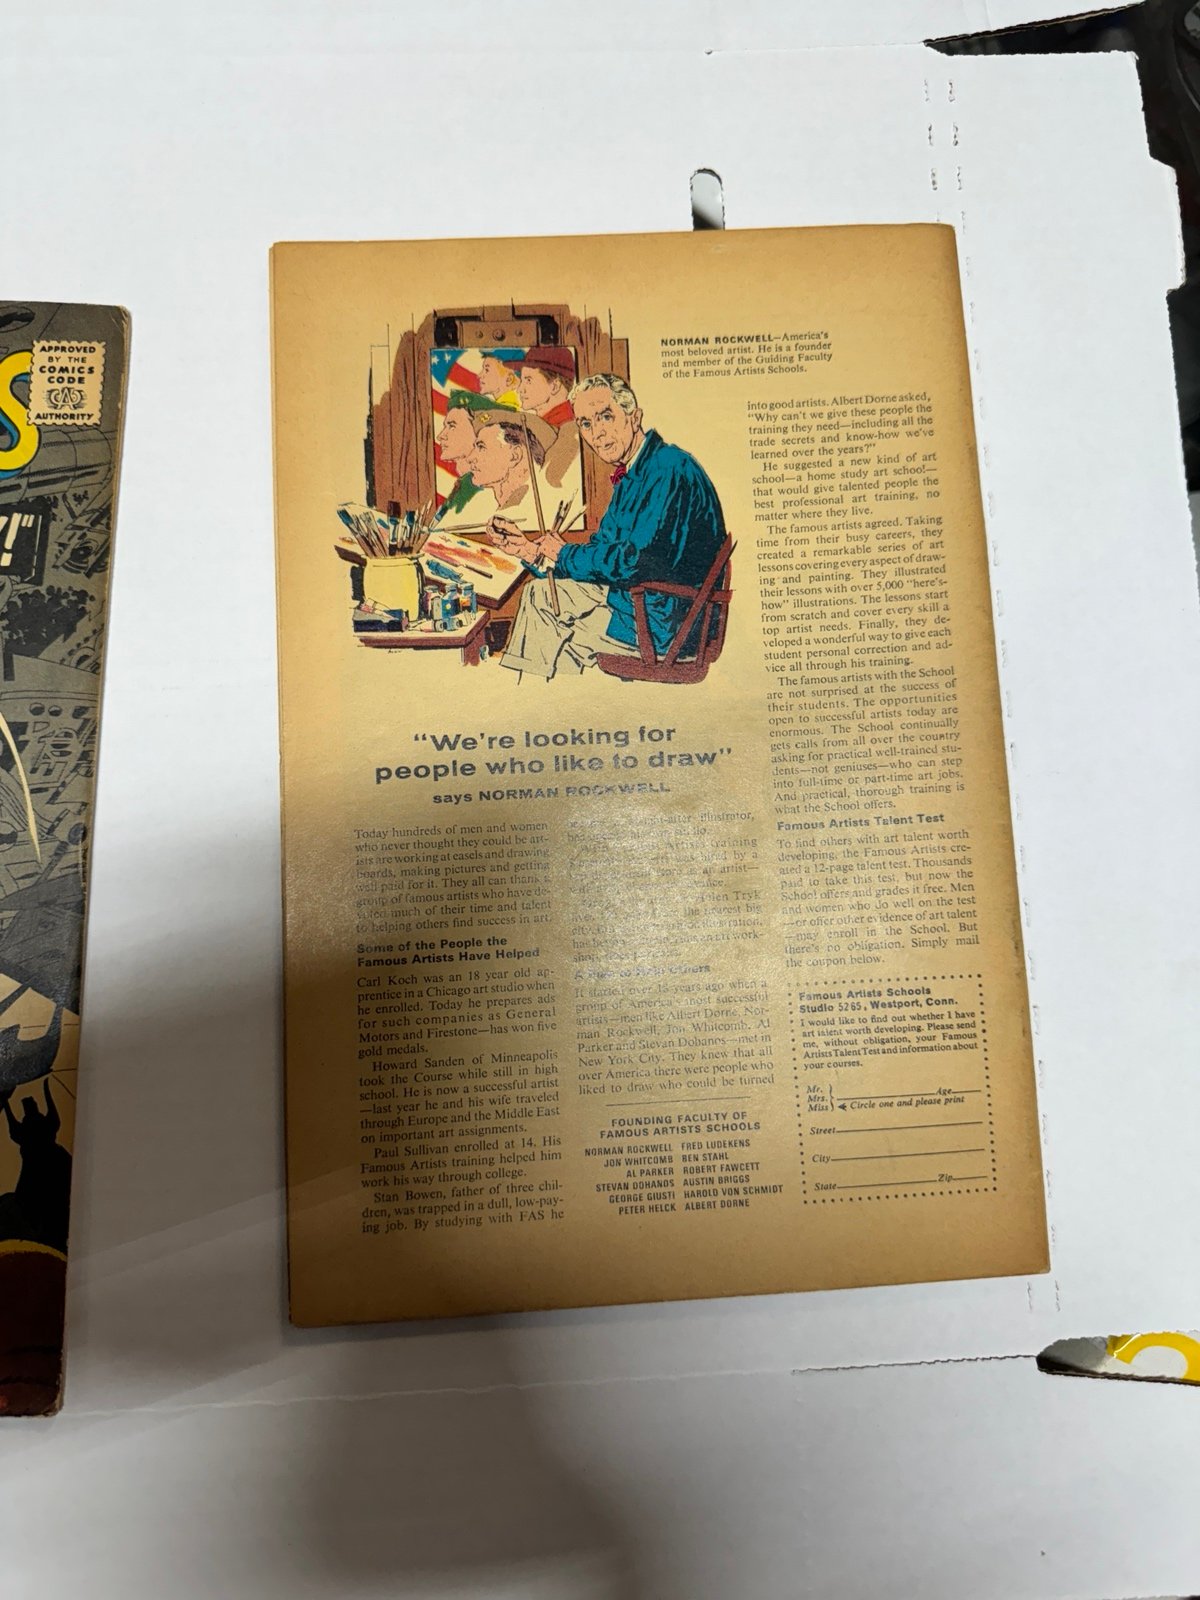 APPROVED
BY THE
COMICS
CODE
CAA
AUTHORITY
S
!"
NORMAN ROCKWELL—America's
most beloved artist. He is a founder
and member of the Guiding Faculty
of the Famous Artists Schools.
"We're looking for
people who like to draw"
says NORMAN ROCKWELL
Today hundreds of men and women
who never thought they could be art-
ists are working at easels and drawing
boards, making pictures and getting
well paid for it. They all can thank a
group of famous artists who have de-
voted much of their time and talent
to helping others find success in art.
Some of the People the
Famous Artists Have Helped
Carl Koch was an 18 year old ap-
prentice in a Chicago art studio when
he enrolled. Today he prepares ads
for such companies as General
Motors and Firestone—has won five
gold medals.
Howard Sanden of Minneapolis
took the Course while still in high
school. He is now a successful artist
—last year he and his wife traveled
through Europe and the Middle East
on important art assignments.
Paul Sullivan enrolled at 14. His
Famous Artists training helped him
work his way through college.
Stan Bowen, father of three chil-
dren, was trapped in a dull, low-pay-
ing job. By studying with FAS he
illustrator,
Artists training
was hired by a
as an artist—
Helen Tryk
the nearest big
illustration,
has her art work-
shop,
to Help Others
It started over 15 years ago when a
group of America's most successful
artists—men like Albert Dorne, Nor-
man Rockwell, Jon Whitcomb, Al
Parker and Stevan Dohanos—met in
New York City. They knew that all
over America there were people who
liked to draw who could be turned
FOUNDING FACULTY OF
FAMOUS ARTISTS SCHOOLS
NORMAN ROCKWELL FRED LUDEKENS
JON WHITCOMB BEN STAHL
AL PARKER ROBERT FAWCETT
STEVAN DOHANOS AUSTIN BRIGGS
GEORGE GIUSTI HAROLD VON SCHMIDT
PETER HELCK ALBERT DORNE
into good artists. Albert Dorne asked,
"Why can't we give these people the
training they need—including all the
trade secrets and know-how we've
learned over the years?"
He suggested a new kind of art
school—a home study art school—
that would give talented people the
best professional art training, no
matter where they live.
The famous artists agreed. Taking
time from their busy careers, they
created a remarkable series of art
lessons covering every aspect of draw-
ing and painting. They illustrated
their lessons with over 5,000 "here's-
how" illustrations. The lessons start
from scratch and cover every skill a
top artist needs. Finally, they de-
veloped a wonderful way to give each
student personal correction and ad-
vice all through his training.
The famous artists with the School
are not surprised at the success of
their students. The opportunities
open to successful artists today are
enormous. The School continually
gets calls from all over the country
asking for practical well-trained stu-
dents—not geniuses—who can step
into full-time or part-time art jobs.
And practical, thorough training is
what the School offers.
Famous Artists Talent Test
To find others with art talent worth
developing, the Famous Artists cre-
ated a 12-page talent test. Thousands
paid to take this test, but now the
School offers and grades it free. Men
and women who do well on the test
—or offer other evidence of art talent
—may enroll in the School. But
there's no obligation. Simply mail
the coupon below.
Famous Artists Schools
Studio 5265, Westport, Conn.
I would like to find out whether I have
art talent worth developing. Please send
me, without obligation, your Famous
Artists Talent Test and information about
your courses.
Mr.
Mrs. Age
Miss Circle one and please print
Street
City
State Zip